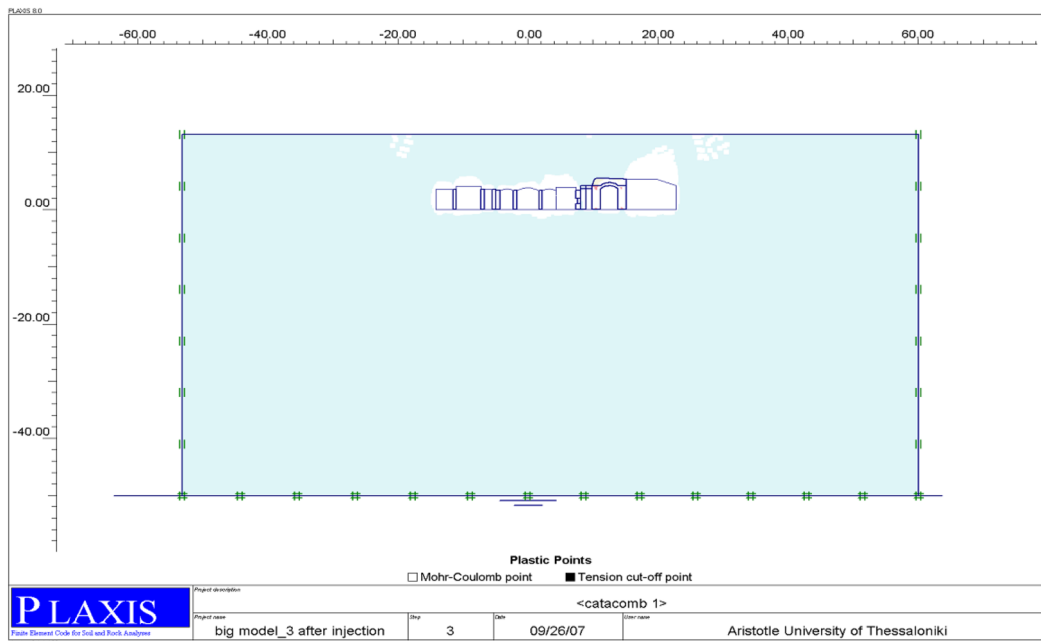 PLAXIS 8.0
-60.00 -40.00 -20.00 0.00 20.00 40.00 60.00
20.00
0.00
-20.00
-40.00
Plastic Points
Mohr-Coulomb point Tension cut-off point
PLAXIS
Finite Element Code for Soil and Rock Analyses
Project description
<catacomb 1>
Project name Step Date User name
big model_3 after injection 3 09/26/07 Aristotle University of Thessaloniki